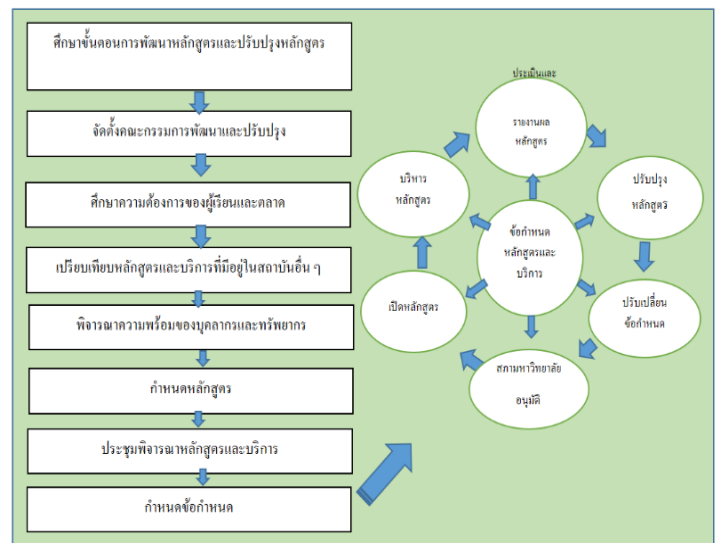 ศึกษาขั้นตอนการพัฒนาหลักสูตรและปรับปรุงหลักสูตร
จัดตั้งคณะกรรมการพัฒนาและปรับปรุง
ศึกษาความต้องการของผู้เรียนและตลาด
เปรียบเทียบหลักสูตรและบริการที่มีอยู่ในสถาบันอื่น ๆ
พิจารณาความพร้อมของบุคลากรและทรัพยากร
กำหนดหลักสูตร
ประชุมพิจารณาหลักสูตรและบริการ
กำหนดข้อกำหนด
ประเมินและ
รายงานผล
หลักสูตร
บริหาร
หลักสูตร
ปรับปรุง
หลักสูตร
ข้อกำหนด
หลักสูตรและ
บริการ
เปิดหลักสูตร
ปรับเปลี่ยน
ข้อกำหนด
สภามหาวิทยาลัย
อนุมัติ